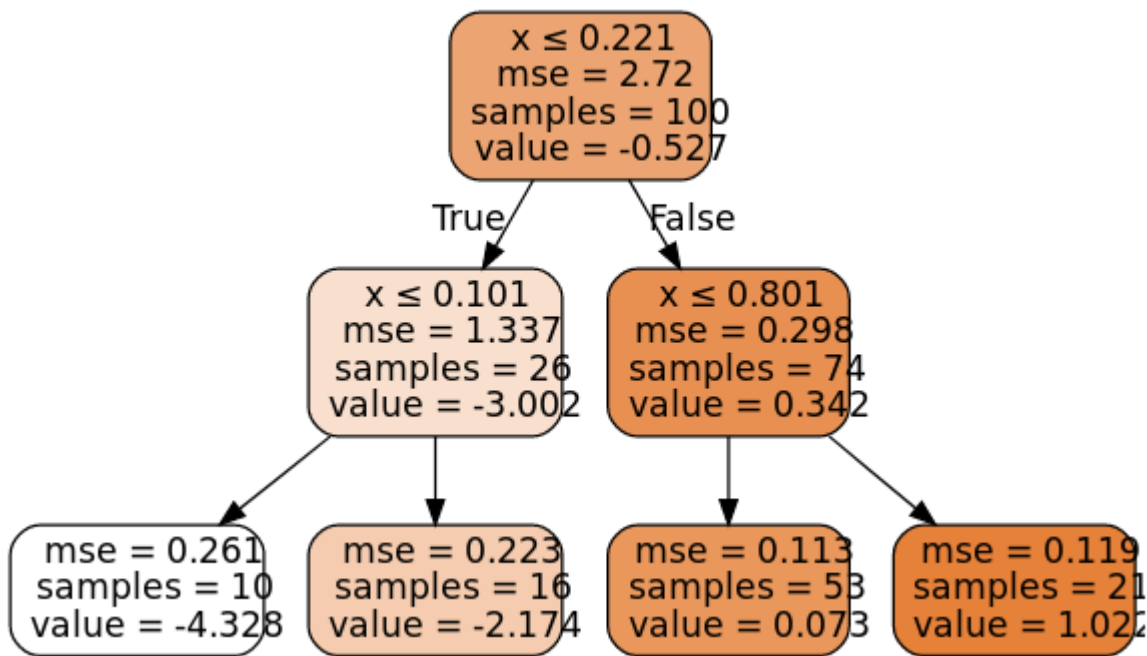 x ≤ 0.221
mse = 2.72
samples = 100
value = -0.527
True
False
x ≤ 0.101
mse = 1.337
samples = 26
value = -3.002
x ≤ 0.801
mse = 0.298
samples = 74
value = 0.342
mse = 0.261
samples = 10
value = -4.328
mse = 0.223
samples = 16
value = -2.174
mse = 0.113
samples = 53
value = 0.073
mse = 0.119
samples = 21
value = 1.022